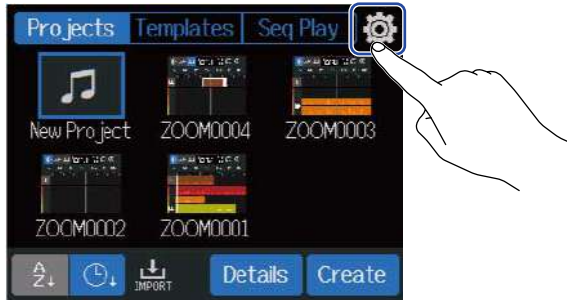 Projects Templates Seq Play
New Project ZOOM0004 ZOOM0003
ZOOM0002 ZOOM0001
A
Z↓ IMPORT Details Create